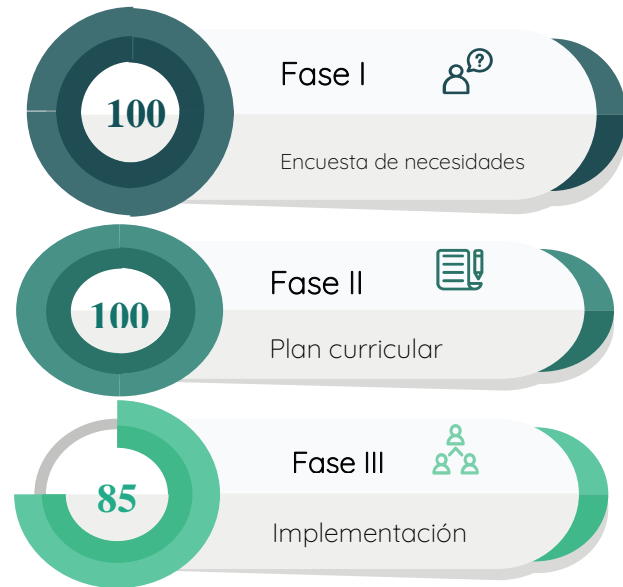 100
Fase I
?
Encuesta de necesidades
100
Fase II
Plan curricular
85
Fase III
Implementación